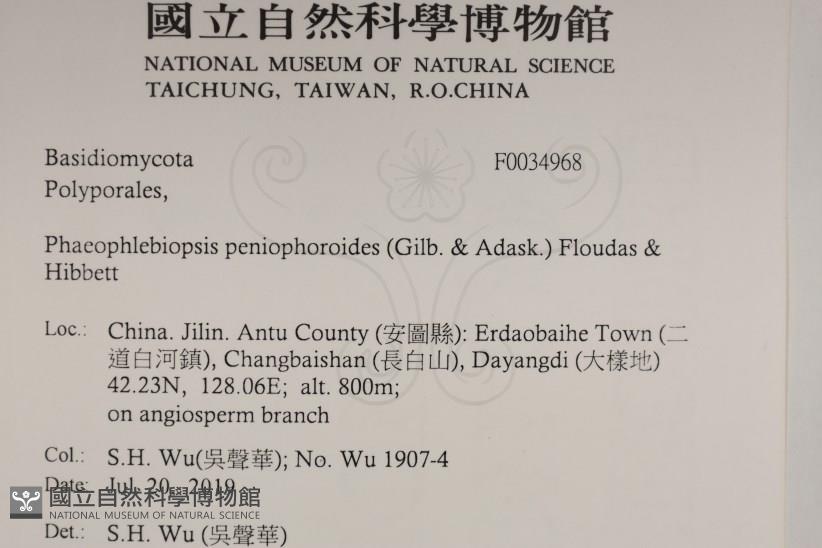 國立自然科學博物館
NATIONAL MUSEUM OF NATURAL SCIENCE
TAICHUNG, TAIWAN, R.O.CHINA
Basidiomycota F0034968
Polyporales,
Phaeophlebiopsis peniophoroides (Gilb. & Adask.) Floudas &
Hibbett
Loc.: China. Jilin. Antu County (安圖縣): Erdaobaihe Town (二
道白河鎮), Changbaishan (長白山), Dayangdi (大樣地)
42.23N, 128.06E; alt. 800m;
on angiosperm branch
Col.: S.H. Wu(吳聲華); No. Wu 1907-4
Date: Jul. 20, 2019
國立自然科學博物館
NATIONAL MUSEUM OF NATURAL SCIENCE
Det.: S.H. Wu (吳聲華)